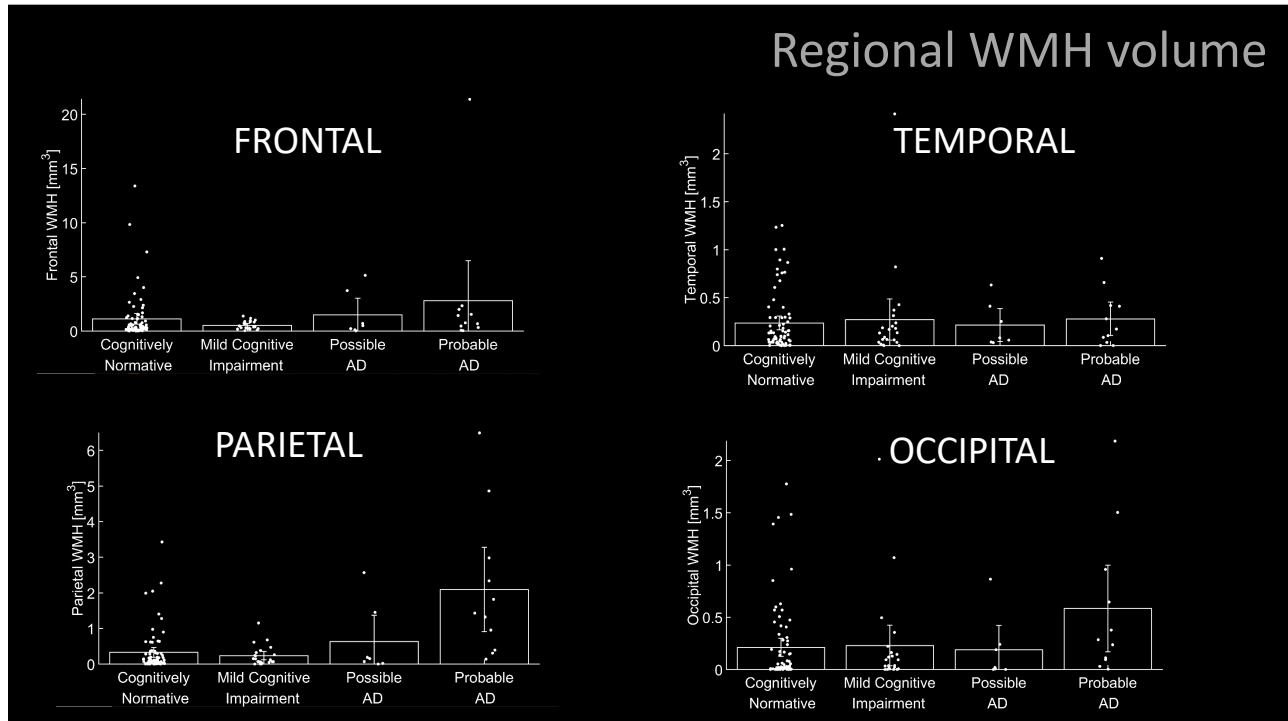 Regional WMH volume
FRONTAL
Frontal WMH [mm³]
20
15
10
5
0
Cognitively Mild Cognitive Possible Probable
Normative Impairment AD AD
TEMPORAL
Temporal WMH [mm³]
2
1
0.5
0
Cognitively Mild Cognitive Possible Probable
Normative Impairment AD AD
PARIETAL
Parietal WMH [mm³]
6
5
4
3
2
1
0
Cognitively Mild Cognitive Possible Probable
Normative Impairment AD AD
OCCIPITAL
Occipital WMH [mm³]
2
1.5
1
0.5
0
Cognitively Mild Cognitive Possible Probable
Normative Impairment AD AD